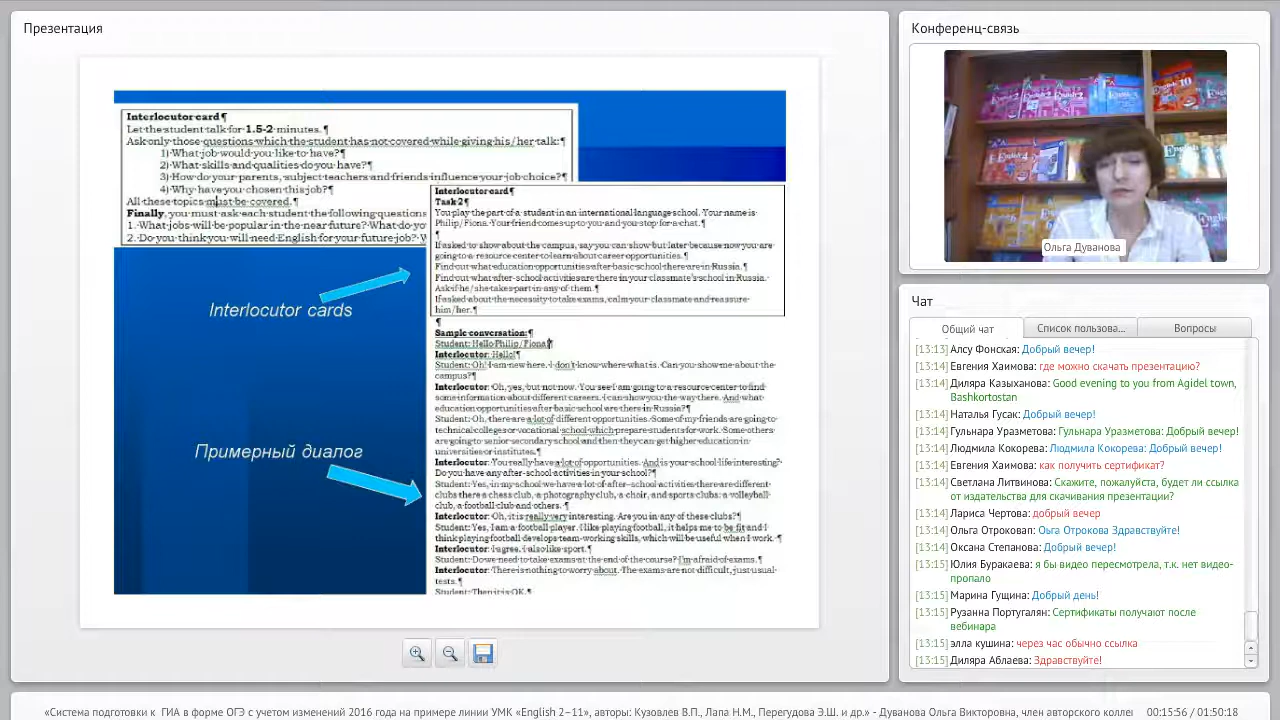 Презентация
Interlocutor card¶
Let the student talk for 1.5-2 minutes.¶
Ask only those questions which the student has not covered while giving his/her talk:¶
1) What job would you like to have?¶
2) What skills and qualities do you have?¶
3) How do your parents, subject teachers and friends influence your job choice?¶
4) Why have you chosen this job?¶
All these topics must be covered.¶
Finally, you must ask each student the following questions
1. What jobs will be popular in the near future? What do yo
2. Do you think you will need English for your future job? W
Interlocutor cards
Примерный диалог
Interlocutor card¶
Task 2¶
You play the part of a student in an international language school. Your name is
Philip/Fiona. Your friend comes up to you and you stop for a chat.¶
¶
If asked to show about the campus, say you can show but later because now you are
going to a resource center to learn about career opportunities.¶
Find out what education opportunities after basic school there are in Russia.¶
Find out what after-school activities are there in your classmate's school in Russia.
Ask if he/she takes part in any of them.¶
If asked about the necessity to take exams, calm your classmate and reassure
him/her.¶
¶
Sample conversation:¶
Student: Hello Philip/Fiona!¶
Interlocutor: Hello!¶
Student: Oh! I am new here. I don't know where what is. Can you show me about the
campus?¶
Interlocutor: Oh, yes, but not now. You see I am going to a resource center to find
some information about different careers. I can show you the way there. And what
education opportunities after basic school are there in Russia?¶
Student: Oh, there are a lot of different opportunities. Some of my friends are going to
technical colleges or vocational school which prepare students for work. Some others
are going to senior secondary school and then they can get higher education in
universities or institutes.¶
Interlocutor: You really have a lot of opportunities. And is your school life interesting?
Do you have any after-school activities in your school?¶
Student: Yes, in my school we have a lot of after-school activities there are different
clubs there a chess club, a photography club, a choir, and sports clubs: a volleyball
club, a football club and others.¶
Interlocutor: Oh, it is really very interesting. Are you in any of these clubs?¶
Student: Yes, I am a football player. I like playing football, it helps me to be fit and I
think playing football develops team-working skills, which will be useful when I work.¶
Interlocutor: I agree. I also like sport.¶
Student: Do we need to take exams at the end of the course? I'm afraid of exams.¶
Interlocutor: There is nothing to worry about. The exams are not difficult, just usual
tests.¶
Student: Then it is OK.¶
Конференц-связь
Ольга Дуванова
Чат
Общий чат
Список пользова...
Вопросы
[13:13] Алсу Фонская: Добрый вечер!
[13:14] Евгения Хаимова: где можно скачать презентацию?
[13:14] Диляра Казыханова: Good evening to you from Agidel town,
Bashkortostan
[13:14] Наталья Гусак: Добрый вечер!
[13:14] Гульнара Уразметова: Гульнара Уразметова: Добрый вечер!
[13:14] Людмила Кокорева: Людмила Кокорева: Добрый вечер!
[13:14] Евгения Хаимова: как получить сертификат?
[13:14] Светлана Литвинова: Скажите, пожалуйста, будет ли ссылка
от издательства для скачивания презентации?
[13:14] Лариса Чертова: добрый вечер
[13:14] Ольга Отроковап: Оьга Отрокова Здравствуйте!
[13:14] Оксана Степанова: Добрый вечер!
[13:15] Юлия Буракаева: я бы видео пересмотрела, т.к. нет видео-
пропало
[13:15] Марина Гущина: Добрый день!
[13:15] Рузанна Португалян: Сертификаты получают после
вебинара
[13:15] элла кушина: через час обычно ссылка
[13:15] Диляра Аблаева: Здравствуйте!
«Система подготовки к ГИА в форме ОГЭ с учетом изменений 2016 года на примере линии УМК «English 2–11», авторы: Кузовлев В.П., Лапа Н.М., Перегудова Э.Ш. и др.» - Дуванова Ольга Викторовна, член авторского коллек
00:15:56 / 01:50:18